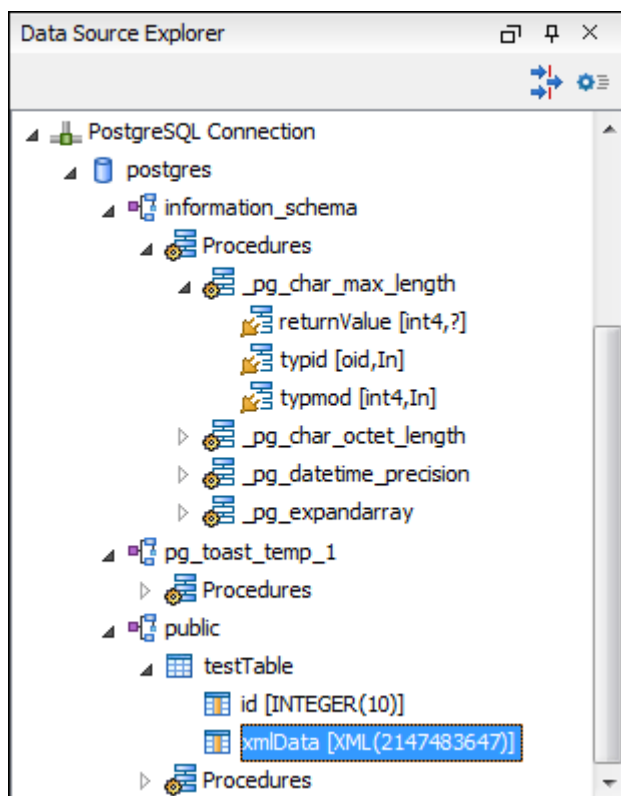 Data Source Explorer
PostgreSQL Connection
postgres
information_schema
Procedures
_pg_char_max_length
returnValue [int4,?]
typid [oid,In]
typmod [int4,In]
_pg_char_octet_length
_pg_datetime_precision
_pg_expandarray
pg_toast_temp_1
Procedures
public
testTable
id [INTEGER(10)]
xmlData [XML(2147483647)]
Procedures